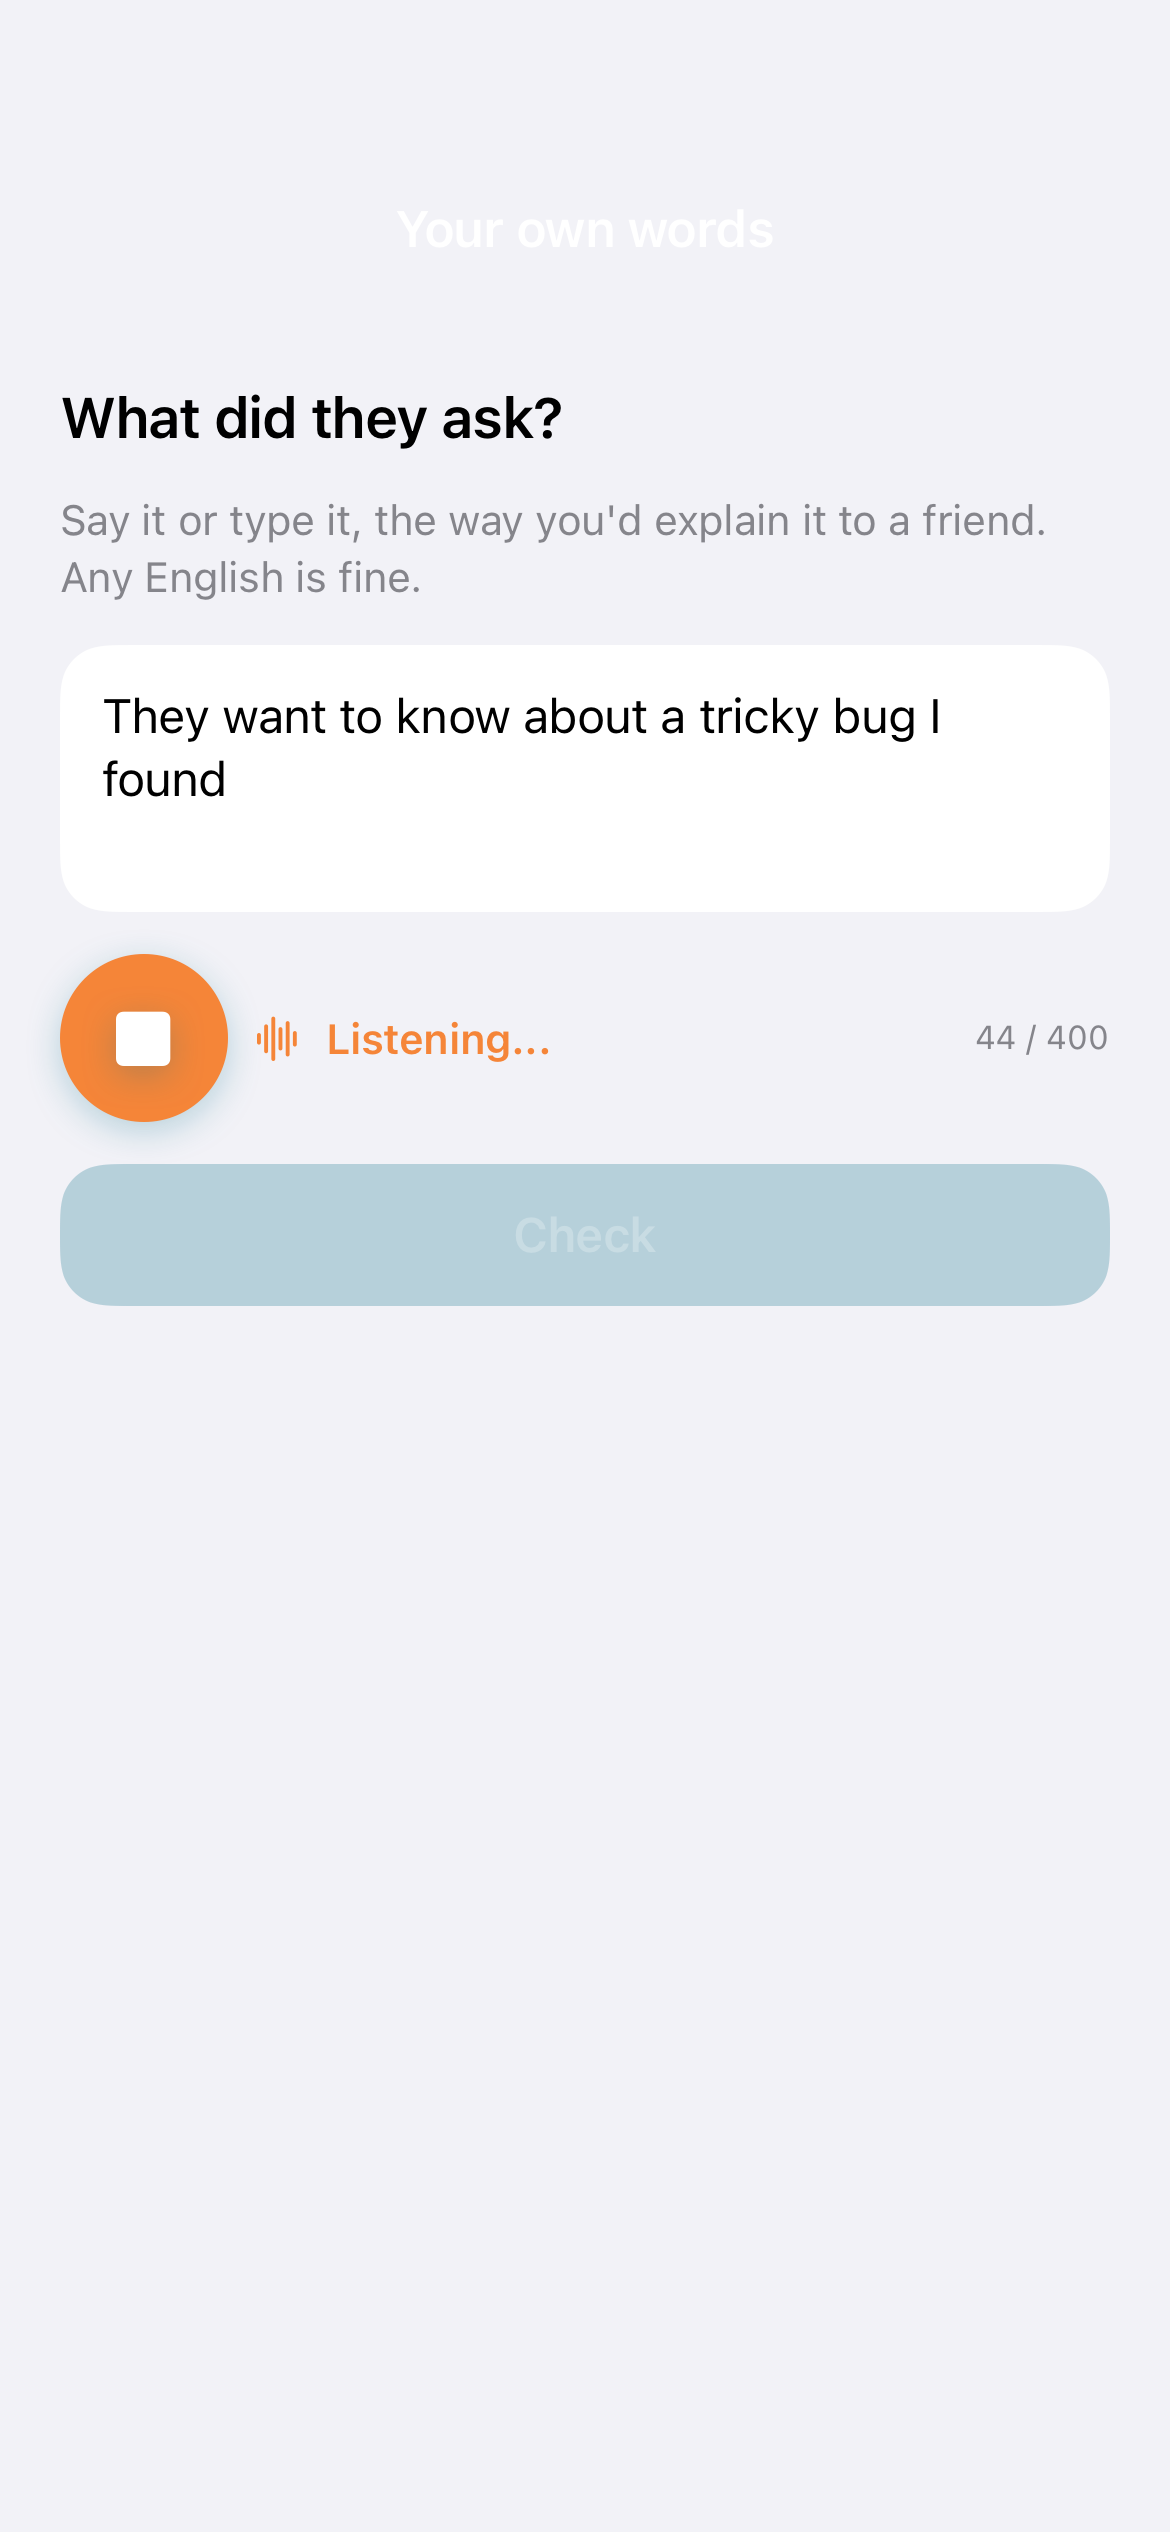 Your own words
What did they ask?
Say it or type it, the way you'd explain it to a friend.
Any English is fine.
They want to know about a tricky bug I
found
Listening...
44 / 400
Check